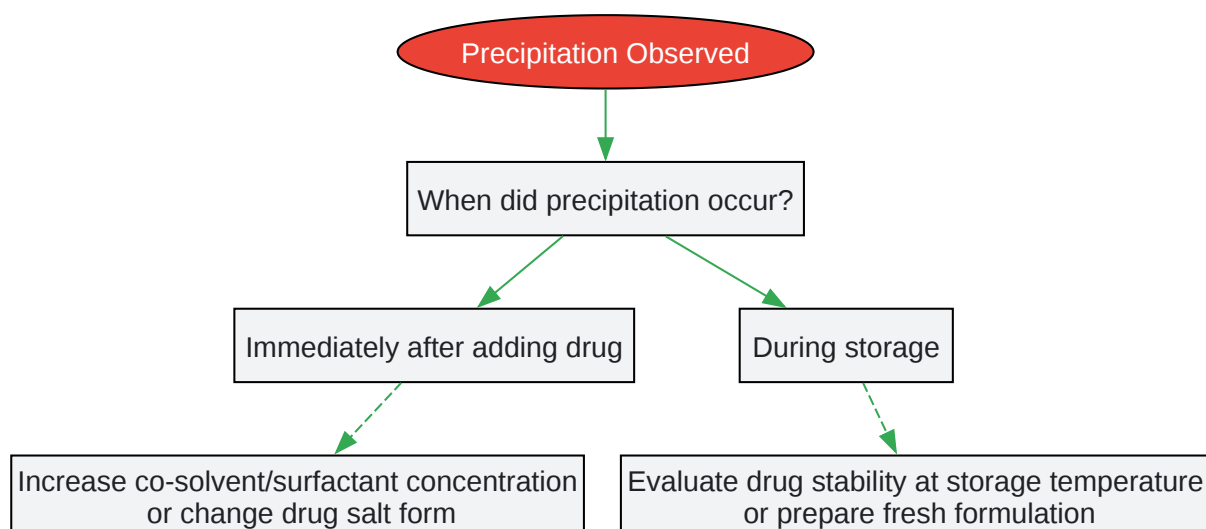 Precipitation Observed
When did precipitation occur?
Immediately after adding drug
During storage
Increase co-solvent/surfactant concentration
or change drug salt form
Evaluate drug stability at storage temperature
or prepare fresh formulation